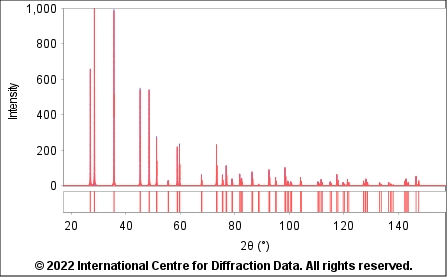 1,000
800
600
400
200
0
Intensity
20 40 60 80 100 120 140
2θ (°)
© 2022 International Centre for Diffraction Data. All rights reserved.